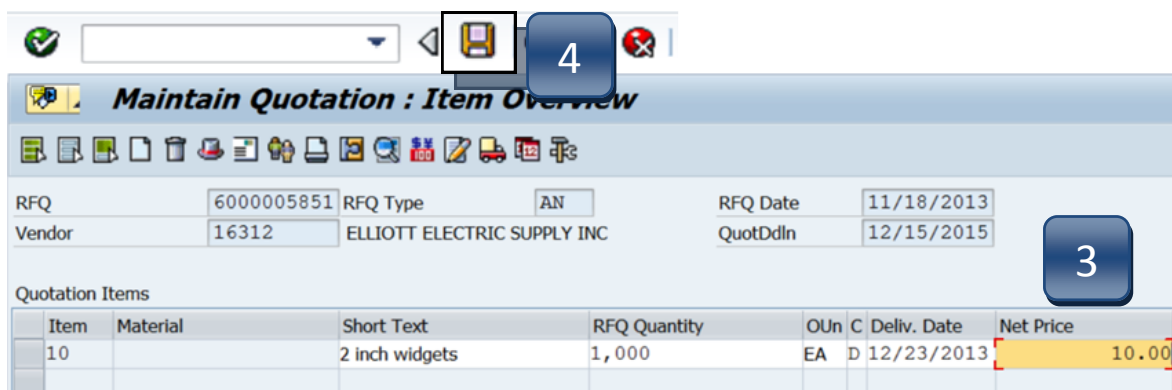 4
Maintain Quotation : Item Overview
RFQ 6000005851 RFQ Type AN RFQ Date 11/18/2013
Vendor 16312 ELLIOTT ELECTRIC SUPPLY INC QuotDdln 12/15/2015
3
Quotation Items
Item Material Short Text RFQ Quantity OUn C Deliv. Date Net Price
10 2 inch widgets 1,000 EA D 12/23/2013 10.00